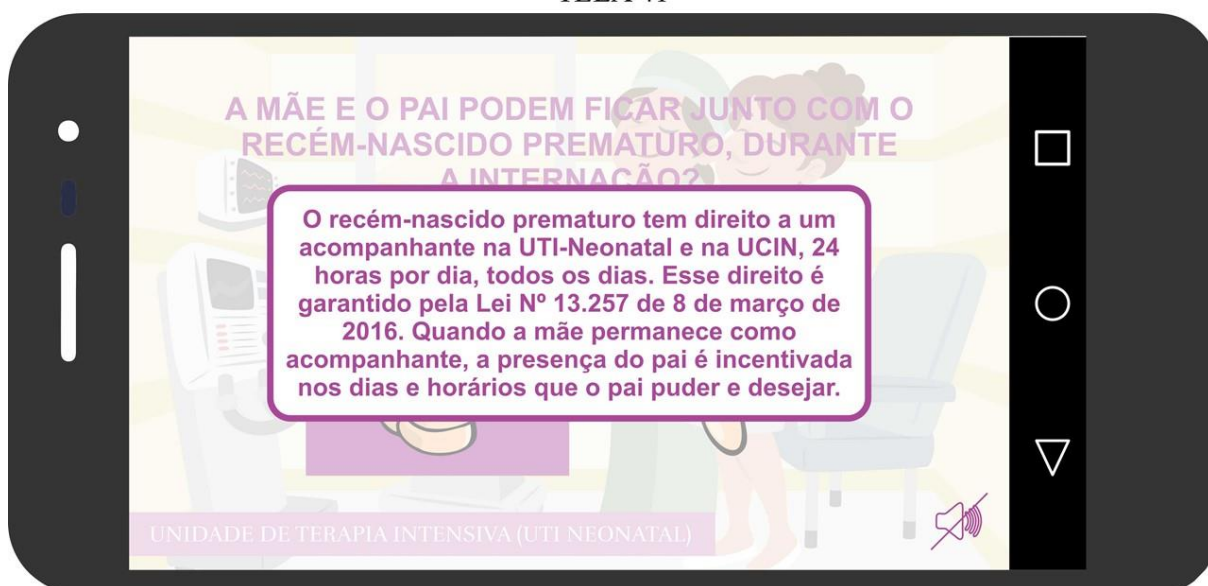 A MÃE E O PAI PODEM FICAR JUNTO COM O
RECÉM-NASCIDO PREMATURO, DURANTE
A INTERNAÇÃO?
O recém-nascido prematuro tem direito a um
acompanhante na UTI-Neonatal e na UCIN, 24
horas por dia, todos os dias. Esse direito é
garantido pela Lei Nº 13.257 de 8 de março de
2016. Quando a mãe permanece como
acompanhante, a presença do pai é incentivada
nos dias e horários que o pai puder e desejar.
UNIDADE DE TERAPIA INTENSIVA (UTI NEONATAL)